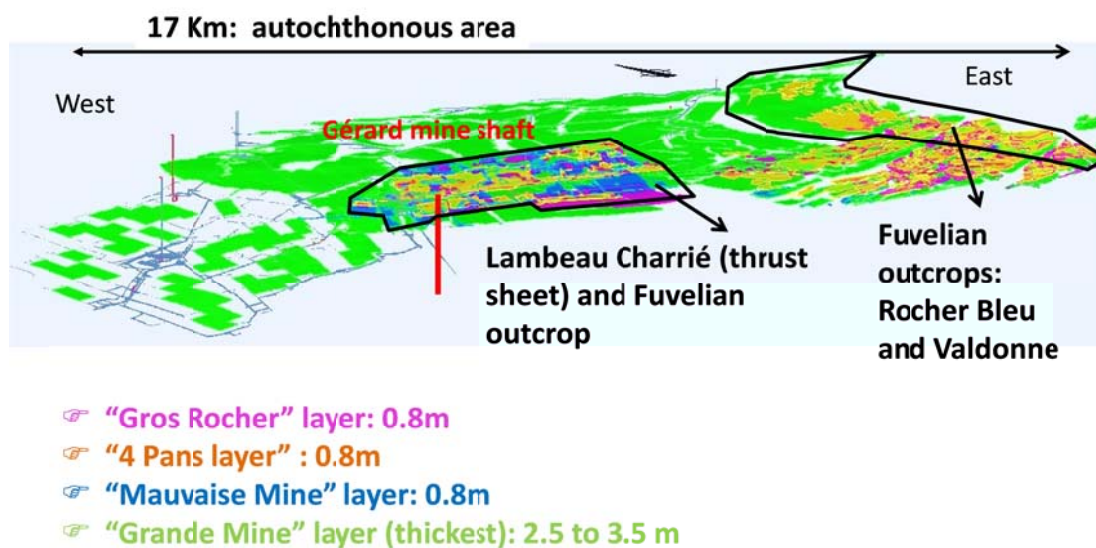 17 Km:  autochthonous area
West
East
Gérard mine shaft
Lambeau Charrié (thrust
sheet) and Fuvelian
outcrop
Fuvelian
outcrops:
Rocher Bleu
and Valdonne
☞ “Gros Rocher” layer: 0.8m
☞ “4 Pans layer” : 0.8m
☞ “Mauvaise Mine” layer: 0.8m
☞ “Grande Mine” layer (thickest): 2.5 to 3.5 m